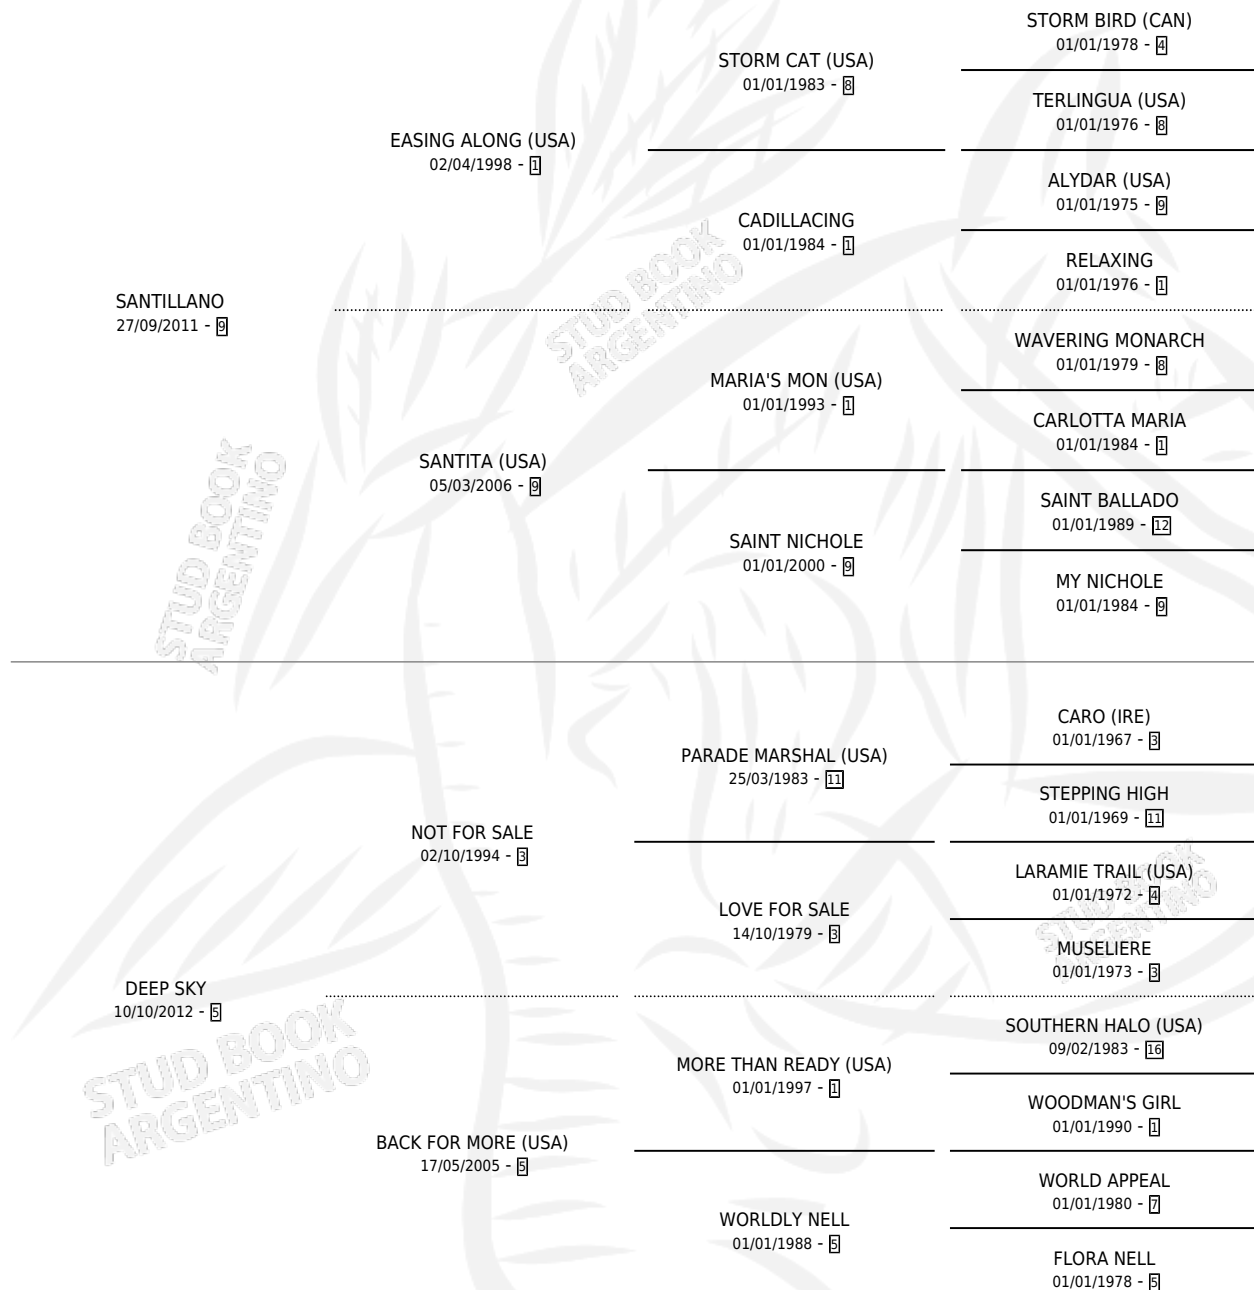 STORM BIRD (CAN)
01/01/1978 - 4
STORM CAT (USA)
01/01/1983 - 8
TERLINGUA (USA)
01/01/1976 - 8
EASING ALONG (USA)
02/04/1998 - 1
ALYDAR (USA)
01/01/1975 - 9
CADILLACING
01/01/1984 - 1
RELAXING
01/01/1976 - 1
SANTILLANO
27/09/2011 - 9
WAVERING MONARCH
01/01/1979 - 8
MARIA'S MON (USA)
01/01/1993 - 1
CARLOTTA MARIA
01/01/1984 - 1
SANTITA (USA)
05/03/2006 - 9
SAINT BALLADO
01/01/1989 - 12
SAINT NICHOLE
01/01/2000 - 9
MY NICHOLE
01/01/1984 - 9
CARO (IRE)
01/01/1967 - 3
PARADE MARSHAL (USA)
25/03/1983 - 11
STEPPING HIGH
01/01/1969 - 11
NOT FOR SALE
02/10/1994 - 3
LARAMIE TRAIL (USA)
01/01/1972 - 4
LOVE FOR SALE
14/10/1979 - 3
MUSELIERE
01/01/1973 - 3
DEEP SKY
10/10/2012 - 5
SOUTHERN HALO (USA)
09/02/1983 - 16
MORE THAN READY (USA)
01/01/1997 - 1
WOODMAN'S GIRL
01/01/1990 - 1
BACK FOR MORE (USA)
17/05/2005 - 5
WORLD APPEAL
01/01/1980 - 7
WORLDLY NELL
01/01/1988 - 5
FLORA NELL
01/01/1978 - 5
STUD BOOK
ARGENTINO
STUD BOOK
ARGENTINO
STUD BOOK
ARGENTINO
STUD BOOK
ARGENTINO